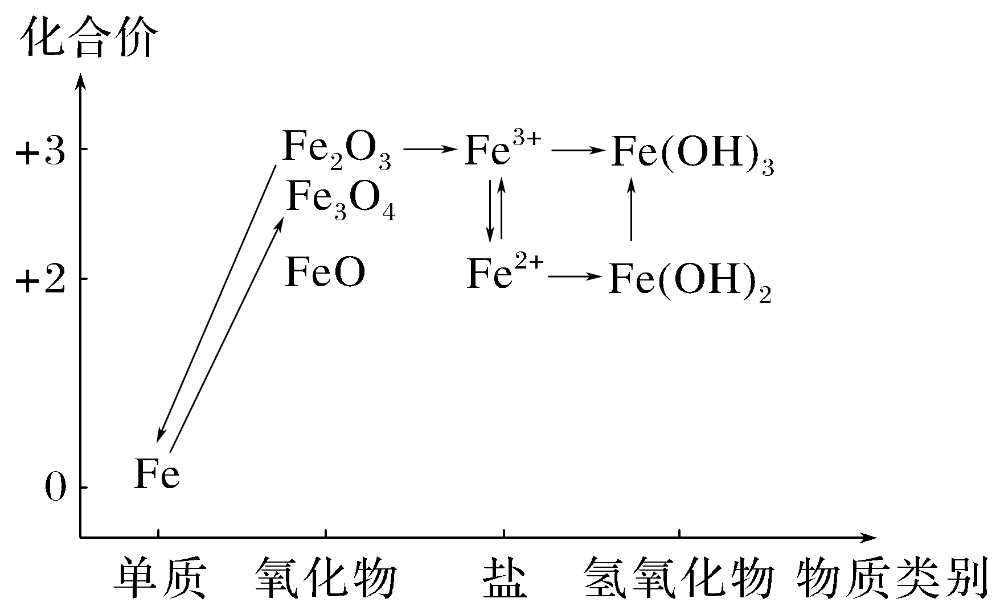 化合价
+3 Fe₂O₃ Fe³⁺ Fe(OH)₃
Fe₃O₄
+2 FeO Fe²⁺ Fe(OH)₂
0 Fe
单质 氧化物 盐 氢氧化物 物质类别